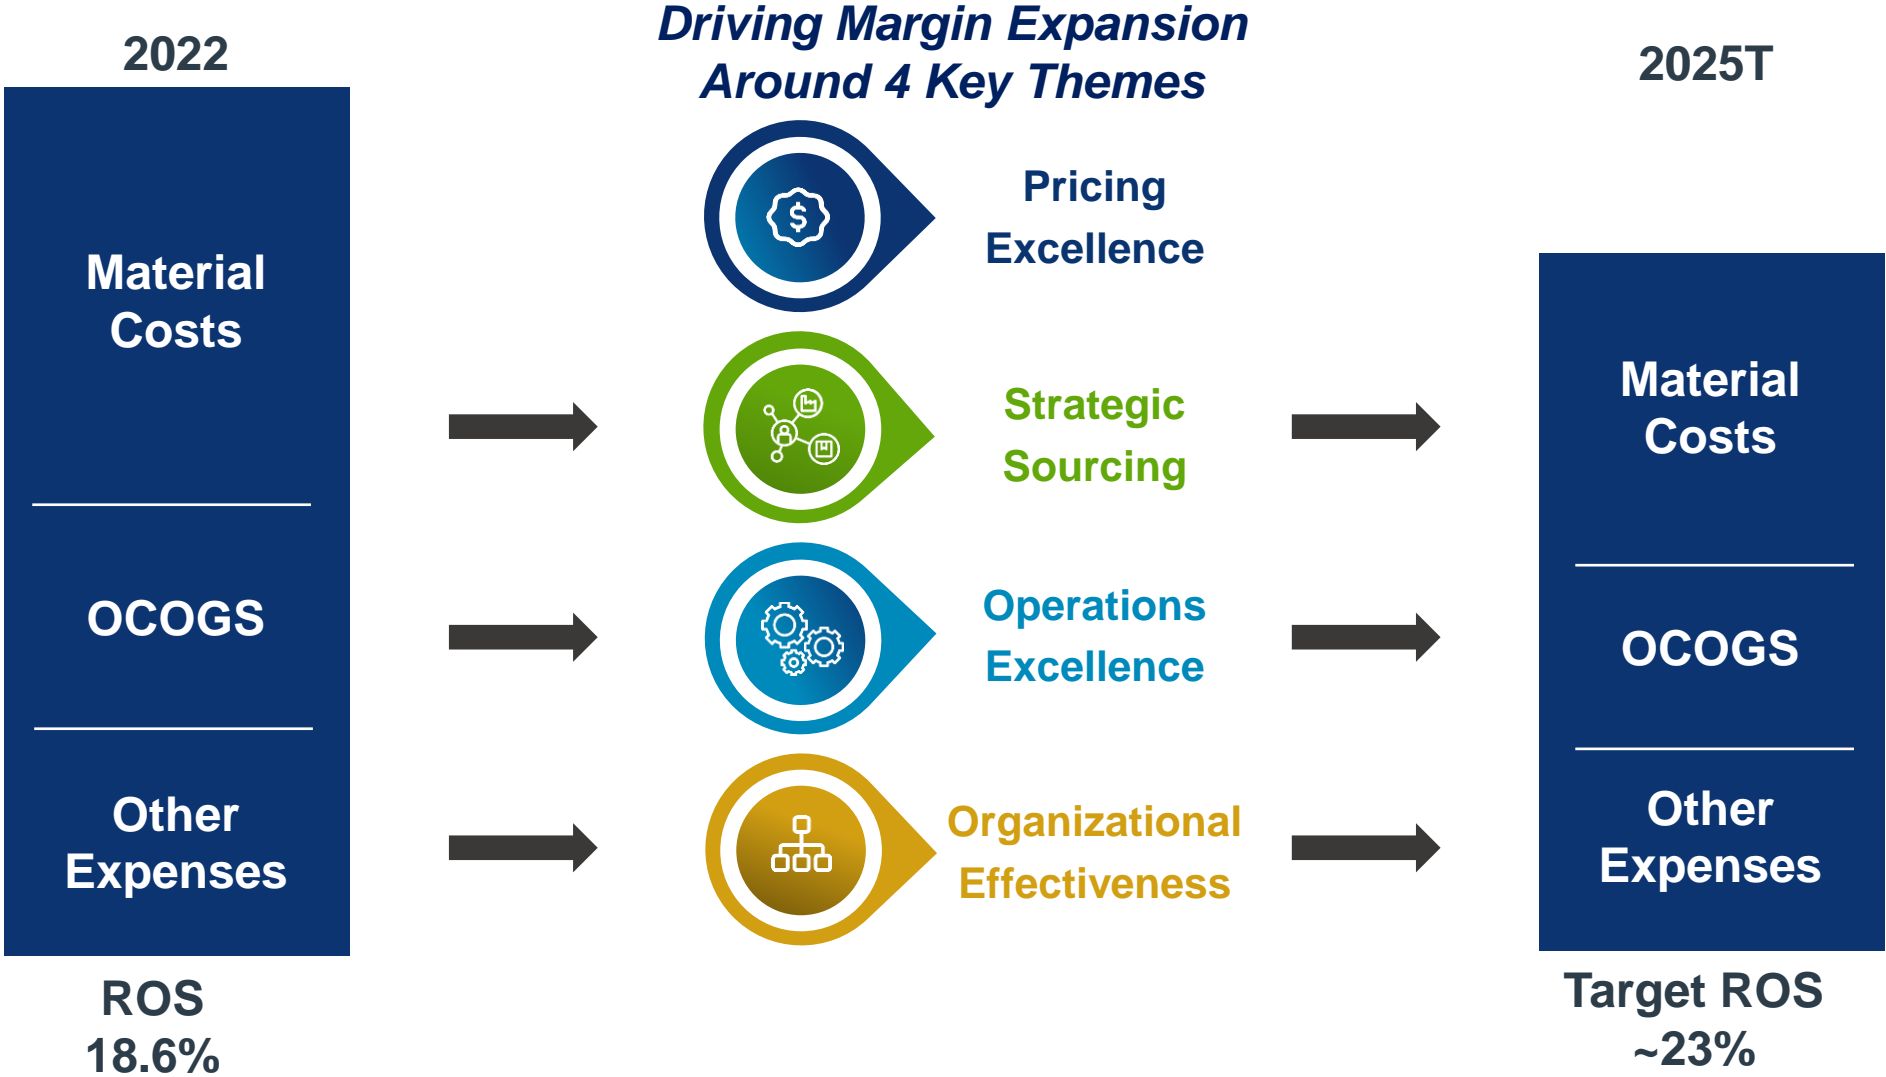 2022
Material
Costs
OCOGS
Other
Expenses
ROS
18.6%
Driving Margin Expansion
Around 4 Key Themes
$
Pricing
Excellence
Strategic
Sourcing
Operations
Excellence
Organizational
Effectiveness
2025T
Material
Costs
OCOGS
Other
Expenses
Target ROS
~23%